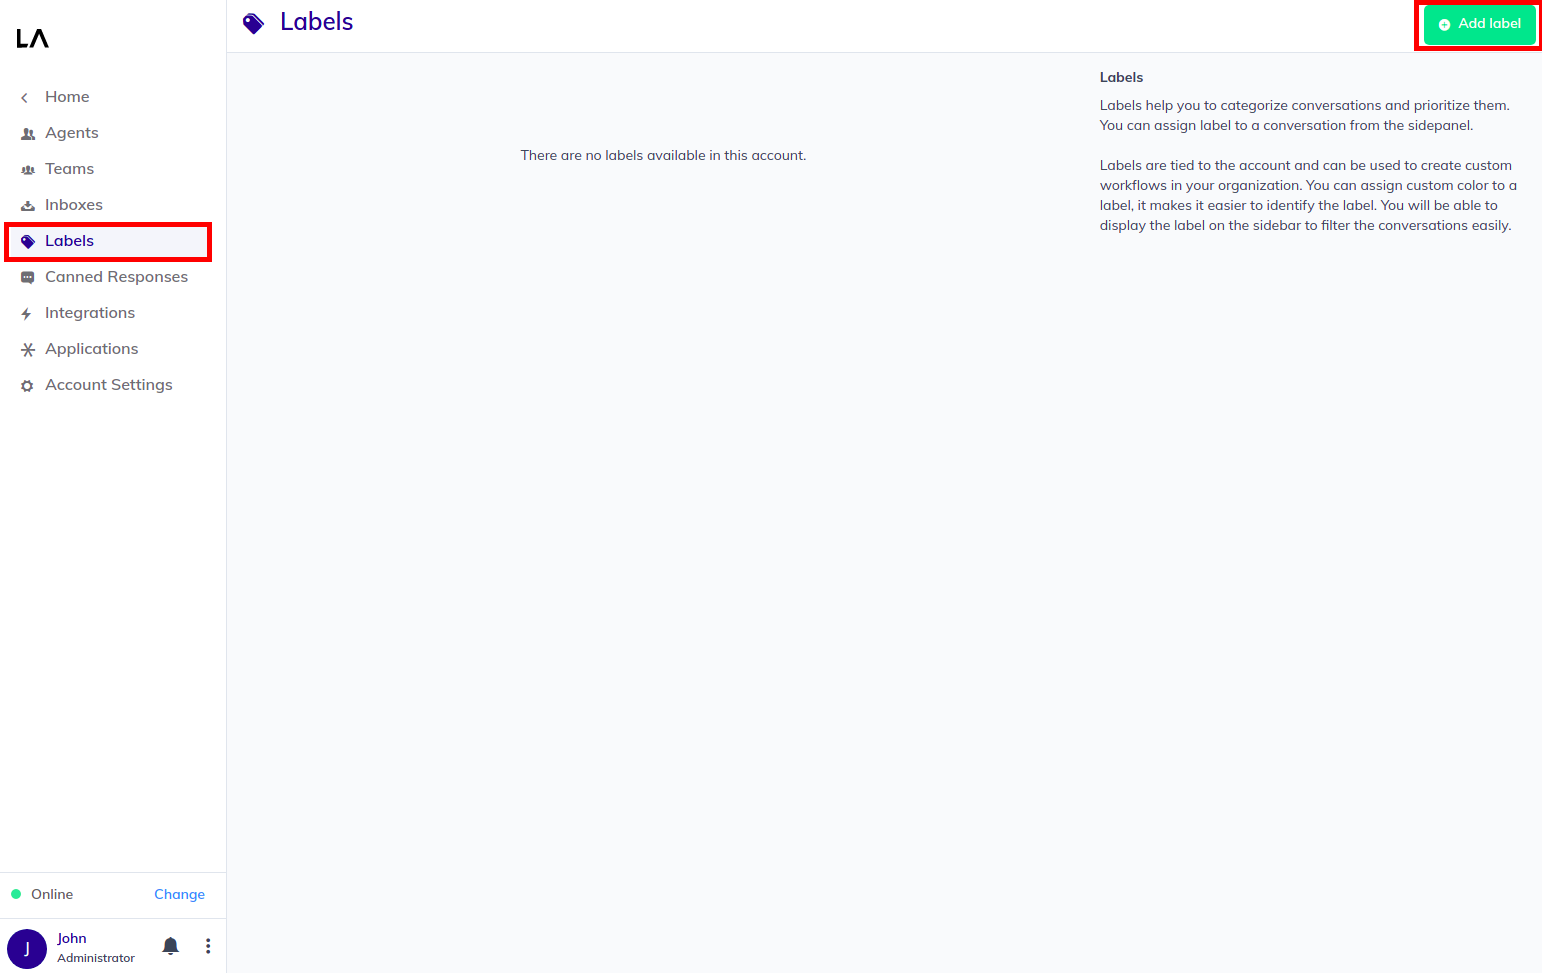 LA
Home
Agents
Teams
Inboxes
Labels
Canned Responses
Integrations
Applications
Account Settings
Online Change
J
John
Administrator
Labels
Add label
There are no labels available in this account.
Labels
Labels help you to categorize conversations and prioritize them.
You can assign label to a conversation from the sidepanel.
Labels are tied to the account and can be used to create custom
workflows in your organization. You can assign custom color to a
label, it makes it easier to identify the label. You will be able to
display the label on the sidebar to filter the conversations easily.